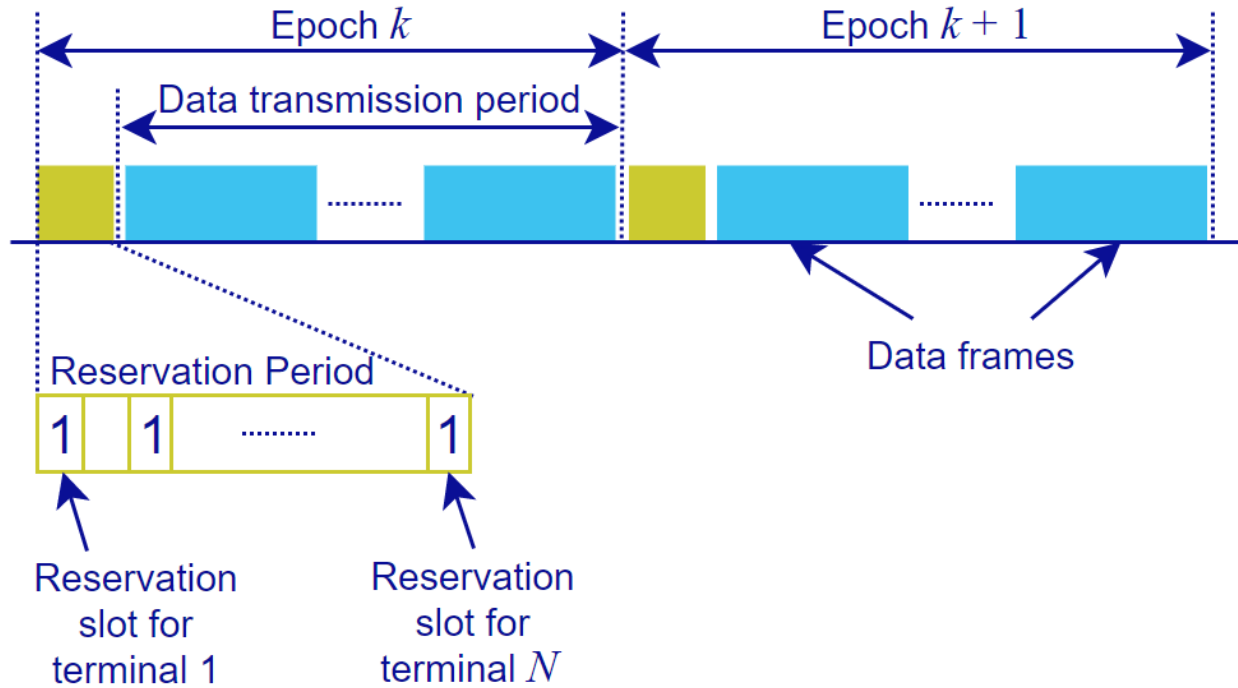 Epoch k
Epoch k + 1
Data transmission period
Data frames
Reservation Period
1
1
1
Reservation
slot for
terminal 1
Reservation
slot for
terminal N